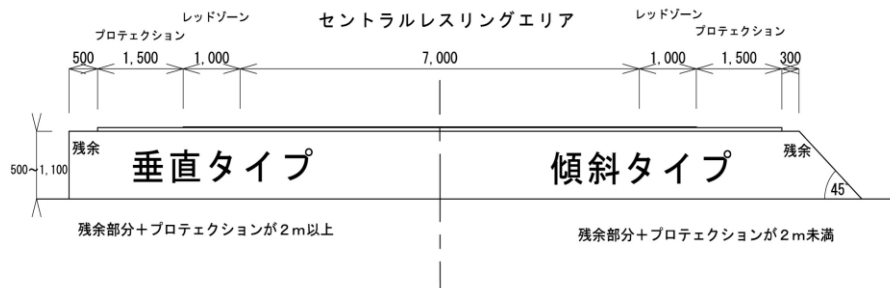 レッドゾーン セントラルレスリングエリア レッドゾーン
プロテクション プロテクション
500 1,500 1,000 7,000 1,000 1,500 300
残余 垂直タイプ 傾斜タイプ 残余
500～1,100
45°
残余部分＋プロテェクションが２ｍ以上
残余部分＋プロテェクションが２ｍ未満